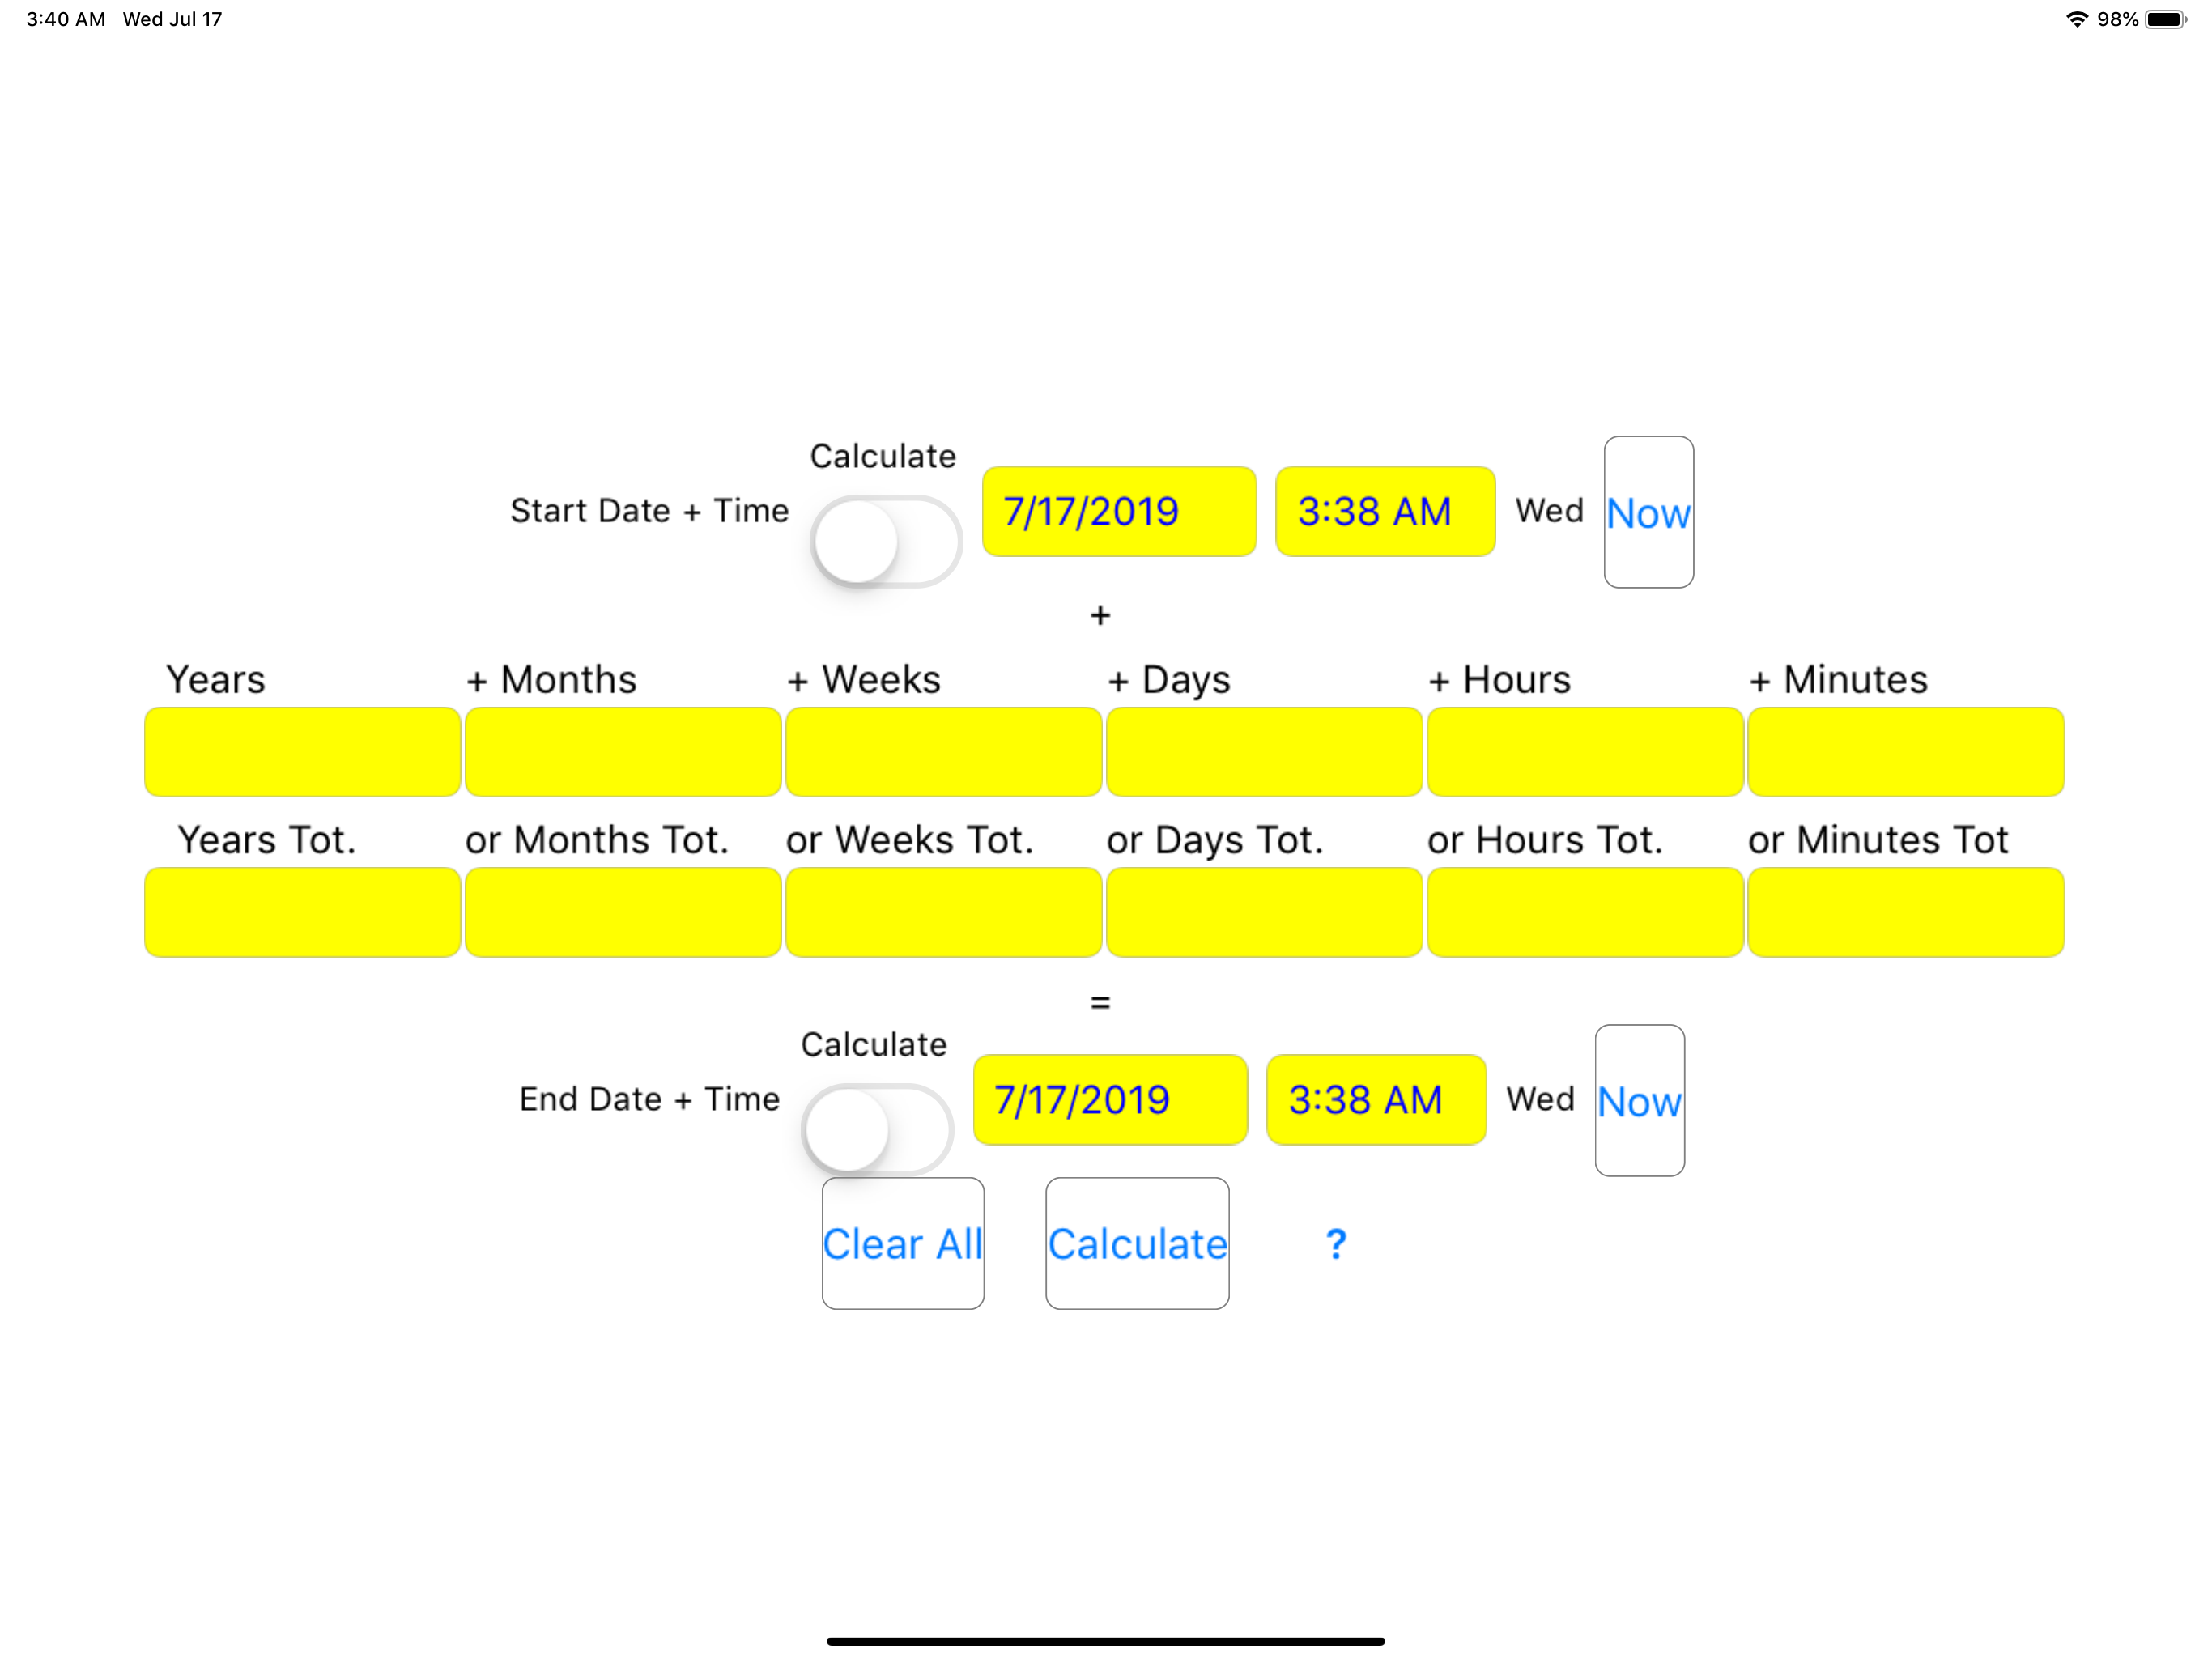 3:40 AM Wed Jul 17 98%
Calculate
Start Date + Time 7/17/2019 3:38 AM Wed Now
+
Years + Months + Weeks + Days + Hours + Minutes
Years Tot. or Months Tot. or Weeks Tot. or Days Tot. or Hours Tot. or Minutes Tot
=
Calculate
End Date + Time 7/17/2019 3:38 AM Wed Now
Clear All Calculate ?